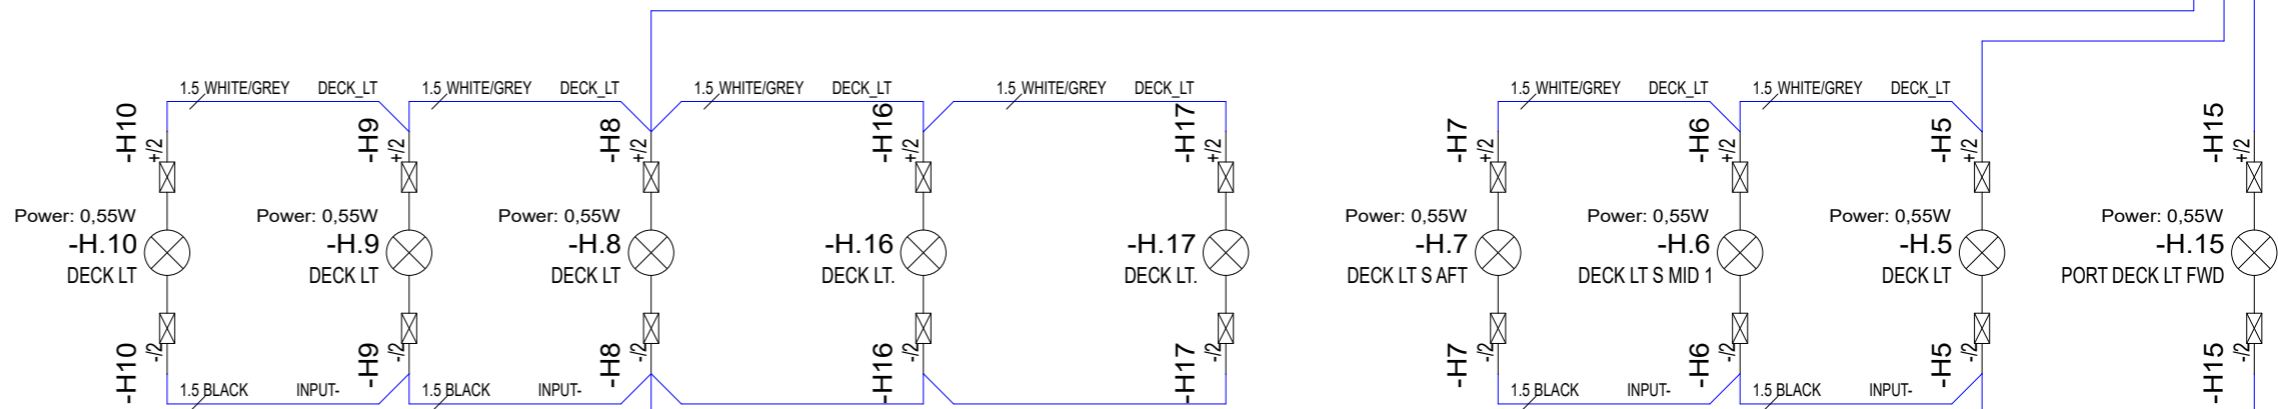 1.5 WHITE/GREY DECK_LT 1.5 WHITE/GREY DECK_LT 1.5 WHITE/GREY DECK_LT 1.5 WHITE/GREY DECK_LT 1.5 WHITE/GREY DECK_LT 1.5 WHITE/GREY DECK_LT
-H10 +/2 -H9 +/2 -H8 +/2 -H16 +/2 -H17 +/2 -H7 +/2 -H6 +/2 -H5 +/2 -H15 +/2
Power: 0,55W Power: 0,55W Power: 0,55W Power: 0,55W Power: 0,55W Power: 0,55W Power: 0,55W
-H.10 -H.9 -H.8 -H.16 -H.17 -H.7 -H.6 -H.5 -H.15
DECK LT DECK LT DECK LT DECK LT. DECK LT. DECK LT S AFT DECK LT S MID 1 DECK LT PORT DECK LT FWD
-H10 -/2 -H9 -/2 -H8 -/2 -H16 -/2 -H17 -/2 -H7 -/2 -H6 -/2 -H5 -/2 -H15 -/2
1.5 BLACK INPUT- 1.5 BLACK INPUT- 1.5 BLACK INPUT- 1.5 BLACK INPUT-